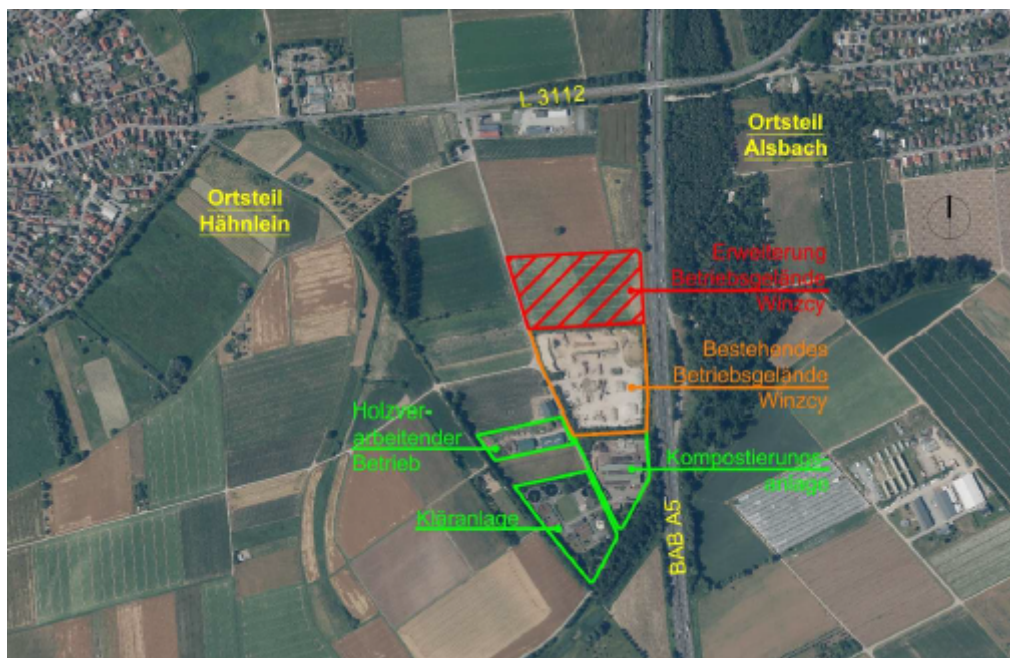 L 3112
Ortsteil
Alsbach
Ortsteil
Hähnlein
Erweiterung
Betriebsgelände
Winzcy
Bestehendes
Betriebsgelände
Winzcy
Holzver-
arbeitender
Betrieb
Kompostierungs-
anlage
Kläranlage
BAB A5